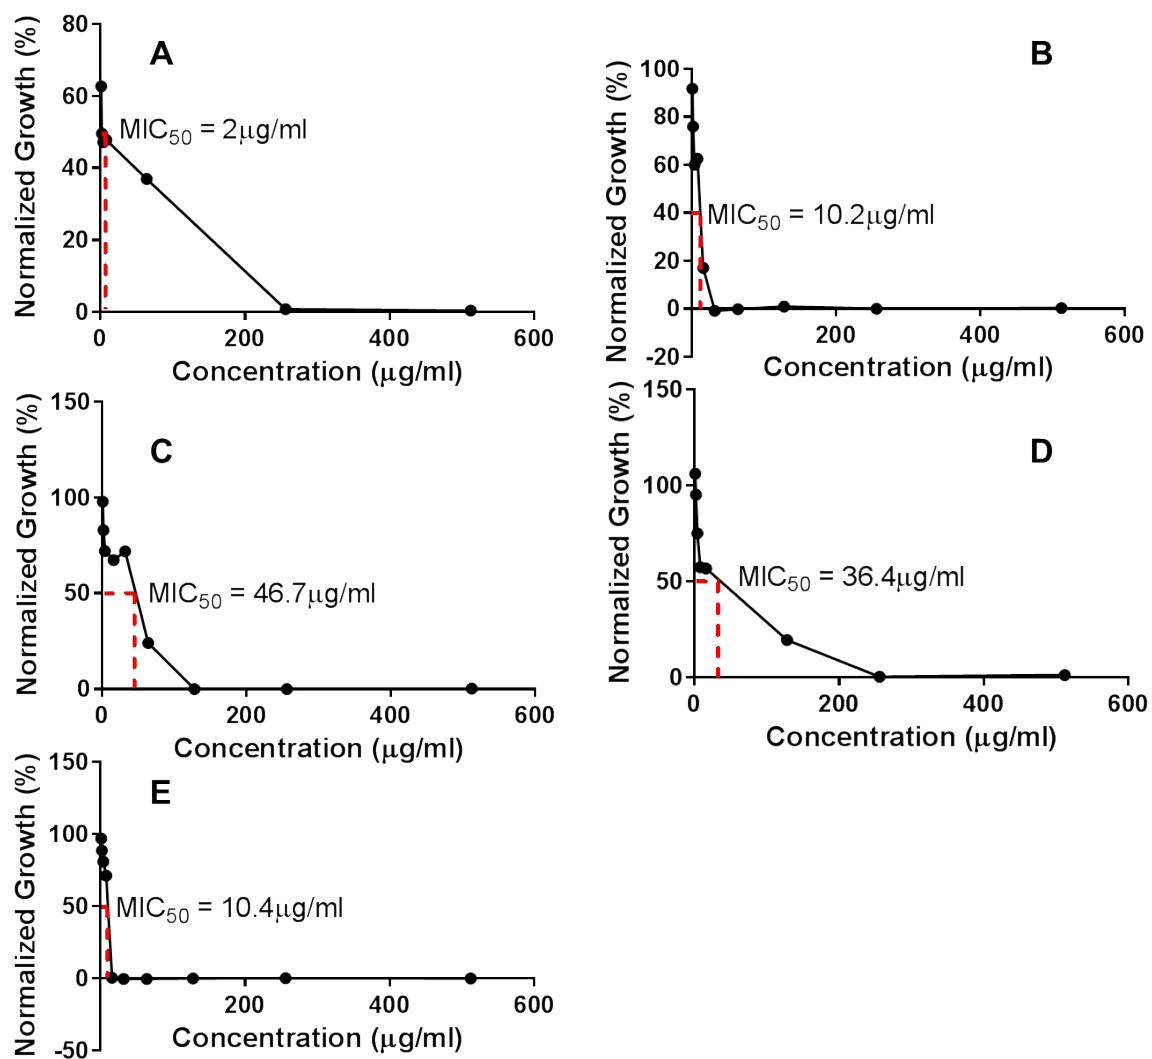 A
Normalized Growth (%)
80
60
40
20
0
MIC50 = 2µg/ml
0
200
400
600
Concentration (µg/ml)
B
Normalized Growth (%)
100
80
60
40
20
0
-20
MIC50 = 10.2µg/ml
200
400
600
Concentration (µg/ml)
C
Normalized Growth (%)
150
100
50
0
MIC50 = 46.7µg/ml
0
200
400
600
Concentration (µg/ml)
D
Normalized Growth (%)
150
100
50
0
MIC50 = 36.4µg/ml
0
200
400
600
Concentration (µg/ml)
E
Normalized Growth (%)
150
100
50
0
-50
MIC50 = 10.4µg/ml
200
400
600
Concentration (µg/ml)